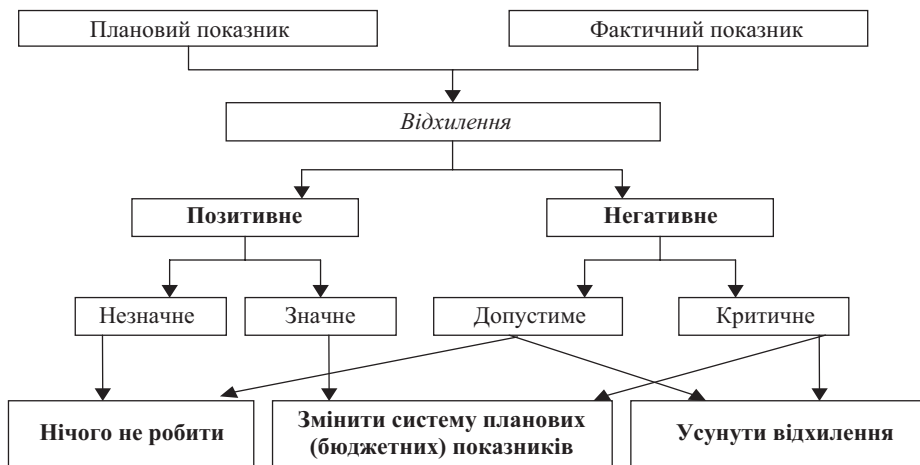 Плановий показник
Фактичний показник
Відхилення
Позитивне
Негативне
Незначне
Значне
Допустиме
Критичне
Нічого не робити
Змінити систему планових
(бюджетних) показників
Усунути відхилення